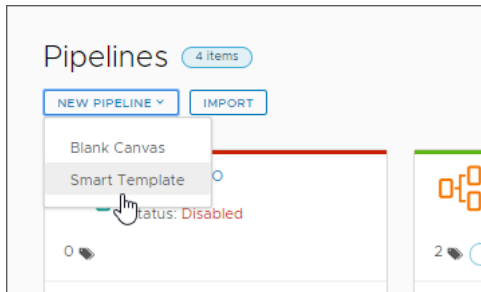 Pipelines 4 items
NEW PIPELINE IMPORT
Blank Canvas
Smart Template
Status: Disabled
0
2